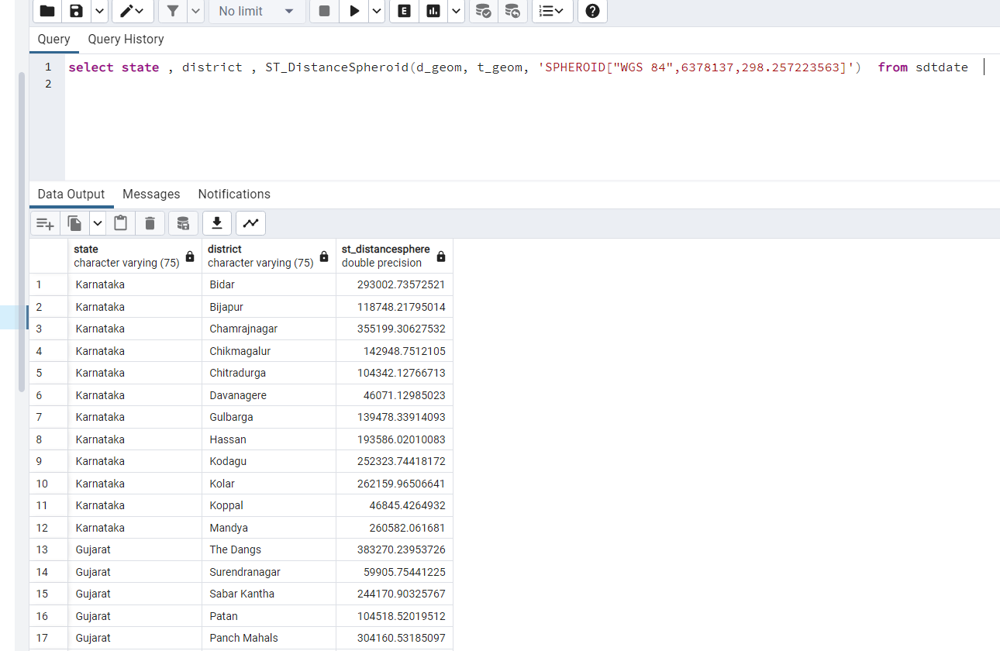 No limit
E
Query Query History
1 select state , district , ST_DistanceSpheroid(d_geom, t_geom, 'SPHEROID["WGS 84",6378137,298.257223563]')  from sdtdate
2
Data Output Messages Notifications
state district st_distancesphere
character varying (75) character varying (75) double precision
1 Karnataka Bidar 293002.73572521
2 Karnataka Bijapur 118748.21795014
3 Karnataka Chamrajnagar 355199.30627532
4 Karnataka Chikmagalur 142948.7512105
5 Karnataka Chitradurga 104342.12766713
6 Karnataka Davanagere 46071.12985023
7 Karnataka Gulbarga 139478.33914093
8 Karnataka Hassan 193586.02010083
9 Karnataka Kodagu 252323.74418172
10 Karnataka Kolar 262159.96506641
11 Karnataka Koppal 46845.4264932
12 Karnataka Mandya 260582.061681
13 Gujarat The Dangs 383270.23953726
14 Gujarat Surendranagar 59905.75441225
15 Gujarat Sabar Kantha 244170.90325767
16 Gujarat Patan 104518.52019512
17 Gujarat Panch Mahals 304160.53185097